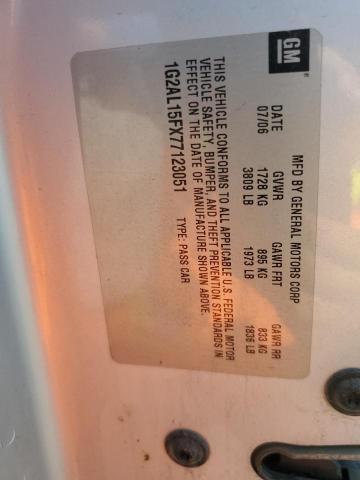 GM
MFD BY GENERAL MOTORS CORP
DATE GVWR GAWR FRT GAWR RR
07/06 1728 KG 895 KG 833 KG
3809 LB 1973 LB 1836 LB
THIS VEHICLE CONFORMS TO ALL APPLICABLE U.S. FEDERAL MOTOR
VEHICLE SAFETY, BUMPER, AND THEFT PREVENTION STANDARDS IN
EFFECT ON THE DATE OF MANUFACTURE SHOWN ABOVE.
1G2AL15FX77123051 TYPE: PASS CAR